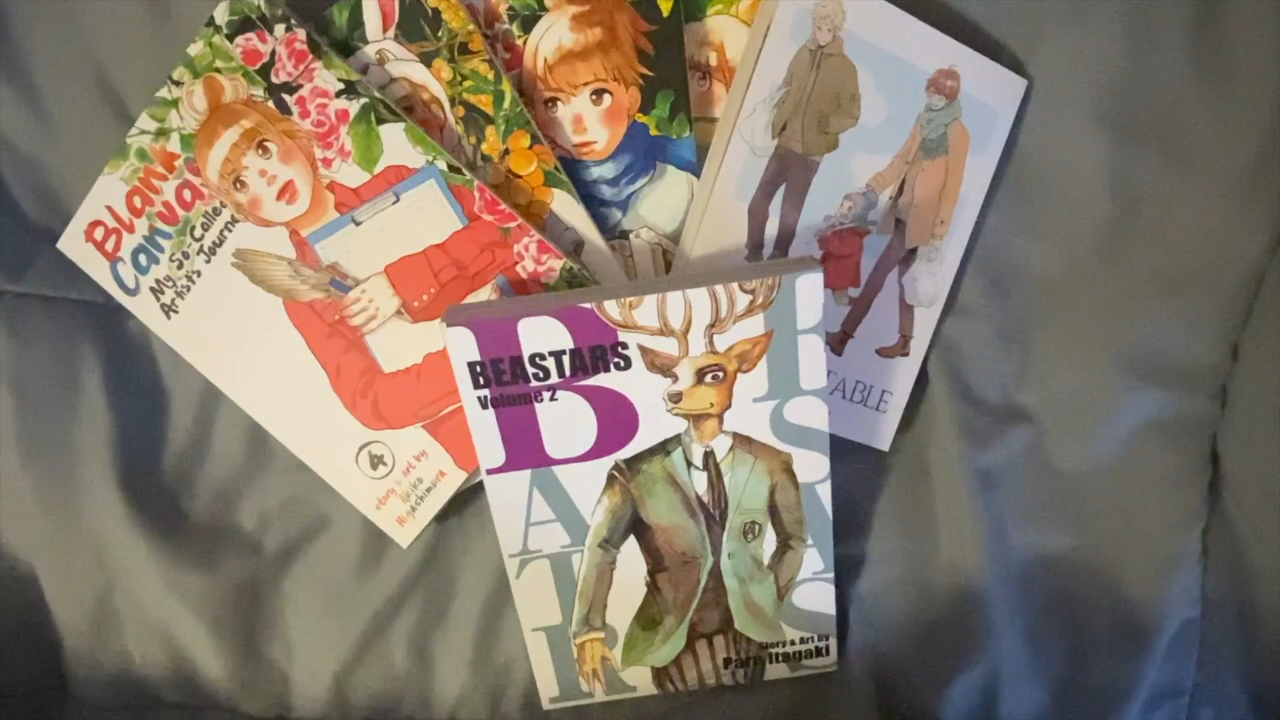 Blank
Canvas
My So-Called
Artist's Journey
4
story & art by
Akiko
Higashimura
TABLE
BEASTARS
Volume 2
B E
A S
T A
R S
Story & Art by
Paru Itagaki